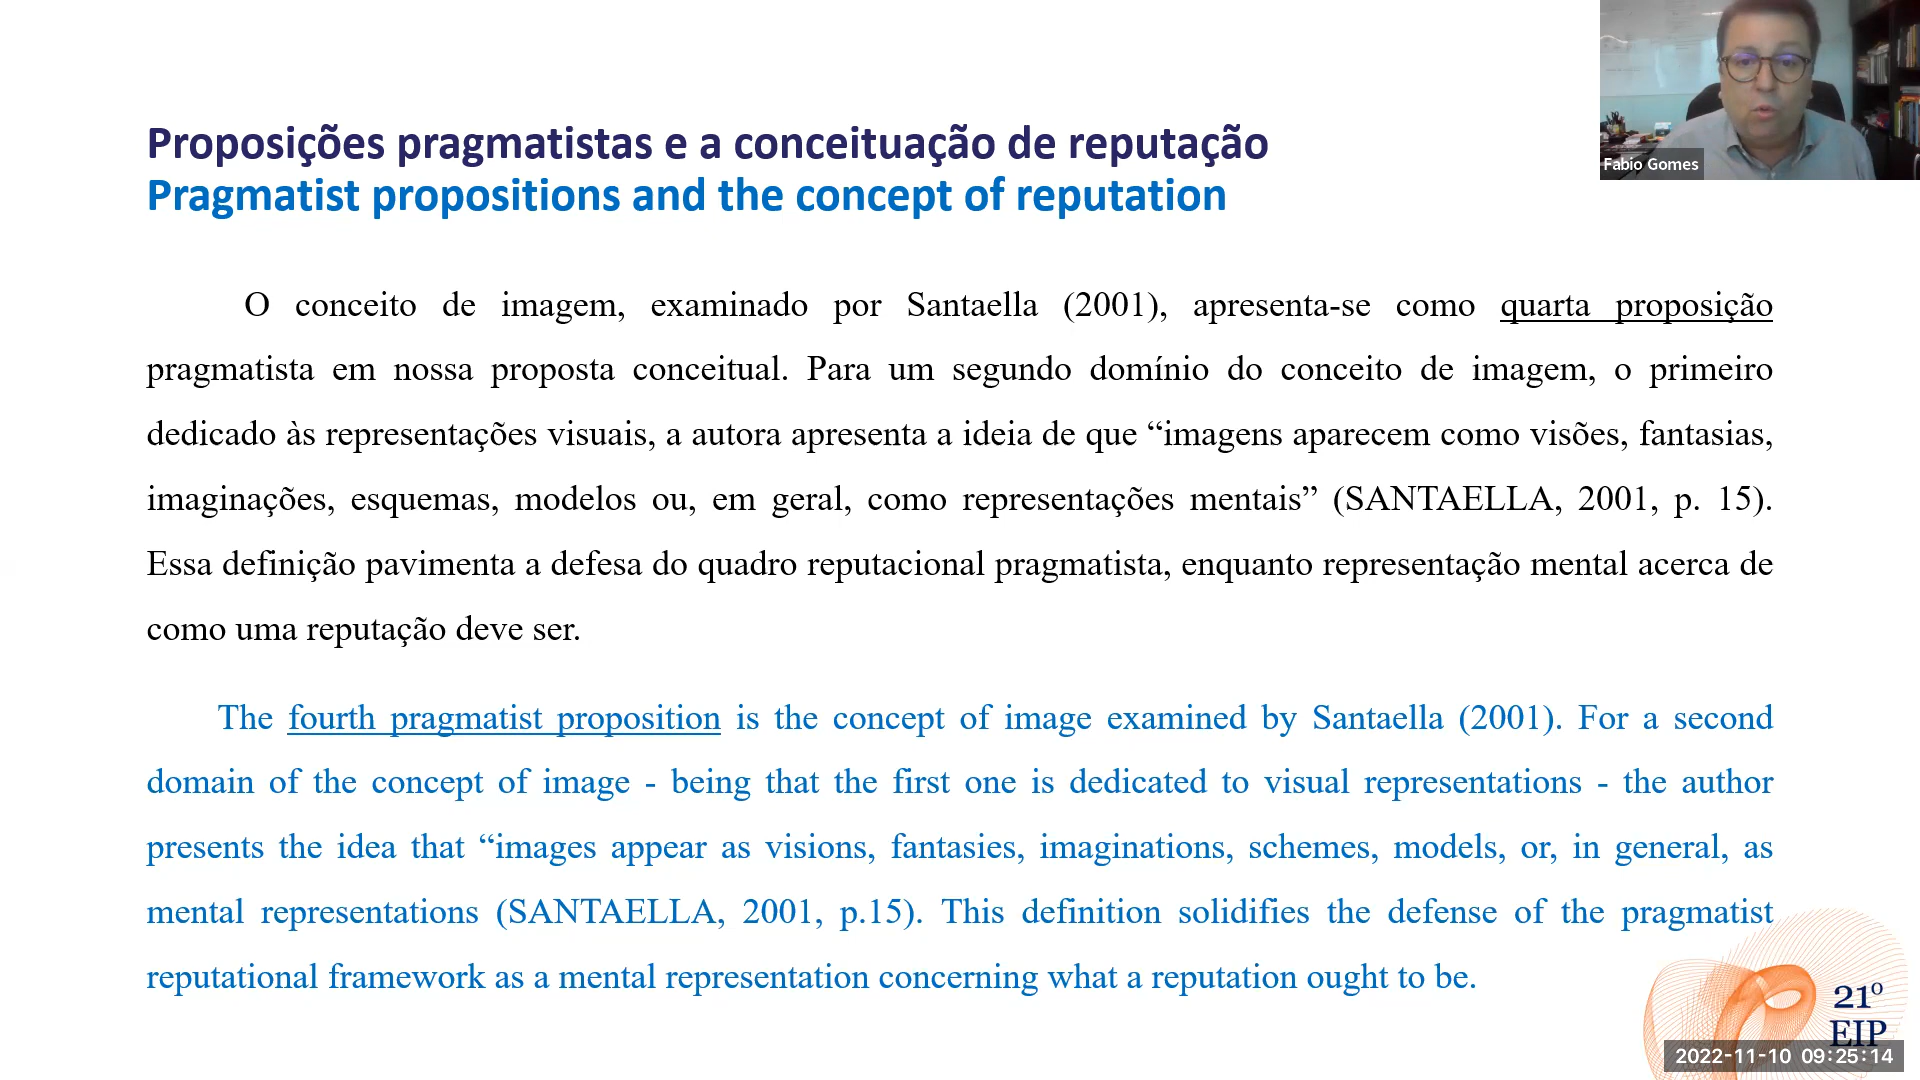 Fabio Gomes
Proposições pragmatistas e a conceituação de reputação
Pragmatist propositions and the concept of reputation
O conceito de imagem, examinado por Santaella (2001), apresenta-se como quarta proposição
pragmatista em nossa proposta conceitual. Para um segundo domínio do conceito de imagem, o primeiro
dedicado às representações visuais, a autora apresenta a ideia de que “imagens aparecem como visões, fantasias,
imaginações, esquemas, modelos ou, em geral, como representações mentais” (SANTAELLA, 2001, p. 15).
Essa definição pavimenta a defesa do quadro reputacional pragmatista, enquanto representação mental acerca de
como uma reputação deve ser.
The fourth pragmatist proposition is the concept of image examined by Santaella (2001). For a second
domain of the concept of image - being that the first one is dedicated to visual representations - the author
presents the idea that “images appear as visions, fantasies, imaginations, schemes, models, or, in general, as
mental representations (SANTAELLA, 2001, p.15). This definition solidifies the defense of the pragmatist
reputational framework as a mental representation concerning what a reputation ought to be.
21º
EIP
2022-11-10 09:25:14